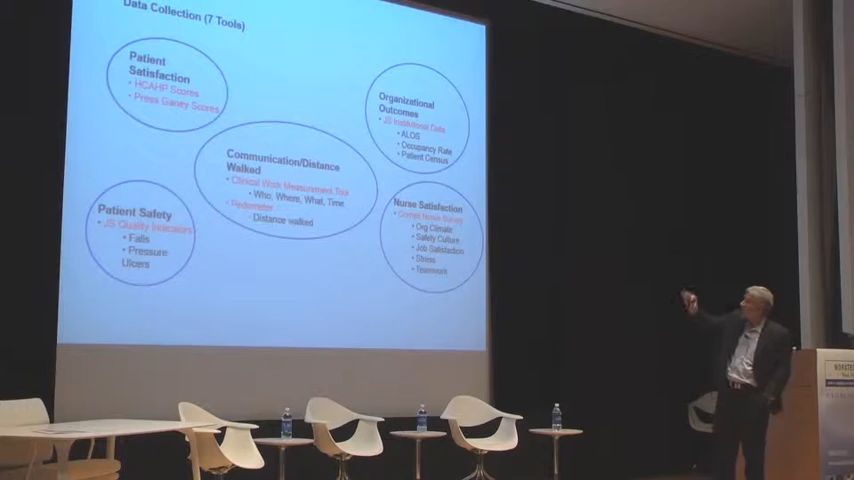 Data Collection (7 Tools)
Patient
Satisfaction
• HCAHP Scores
• Press Ganey Scores
Organizational
Outcomes
• JS Institutional Data
• ALOS
• Occupancy Rate
• Patient Census
Communication/Distance
Walked
• Clinical Work Measurement Tool
• Who, Where, What, Time
• Pedometer
Distance walked
Patient Safety
• JS Quality Indicators
• Falls
• Pressure
Ulcers
Nurse Satisfaction
• Cornell Nurse Survey
• Org Climate
• Safety Culture
• Job Satisfaction
• Stress
• Teamwork